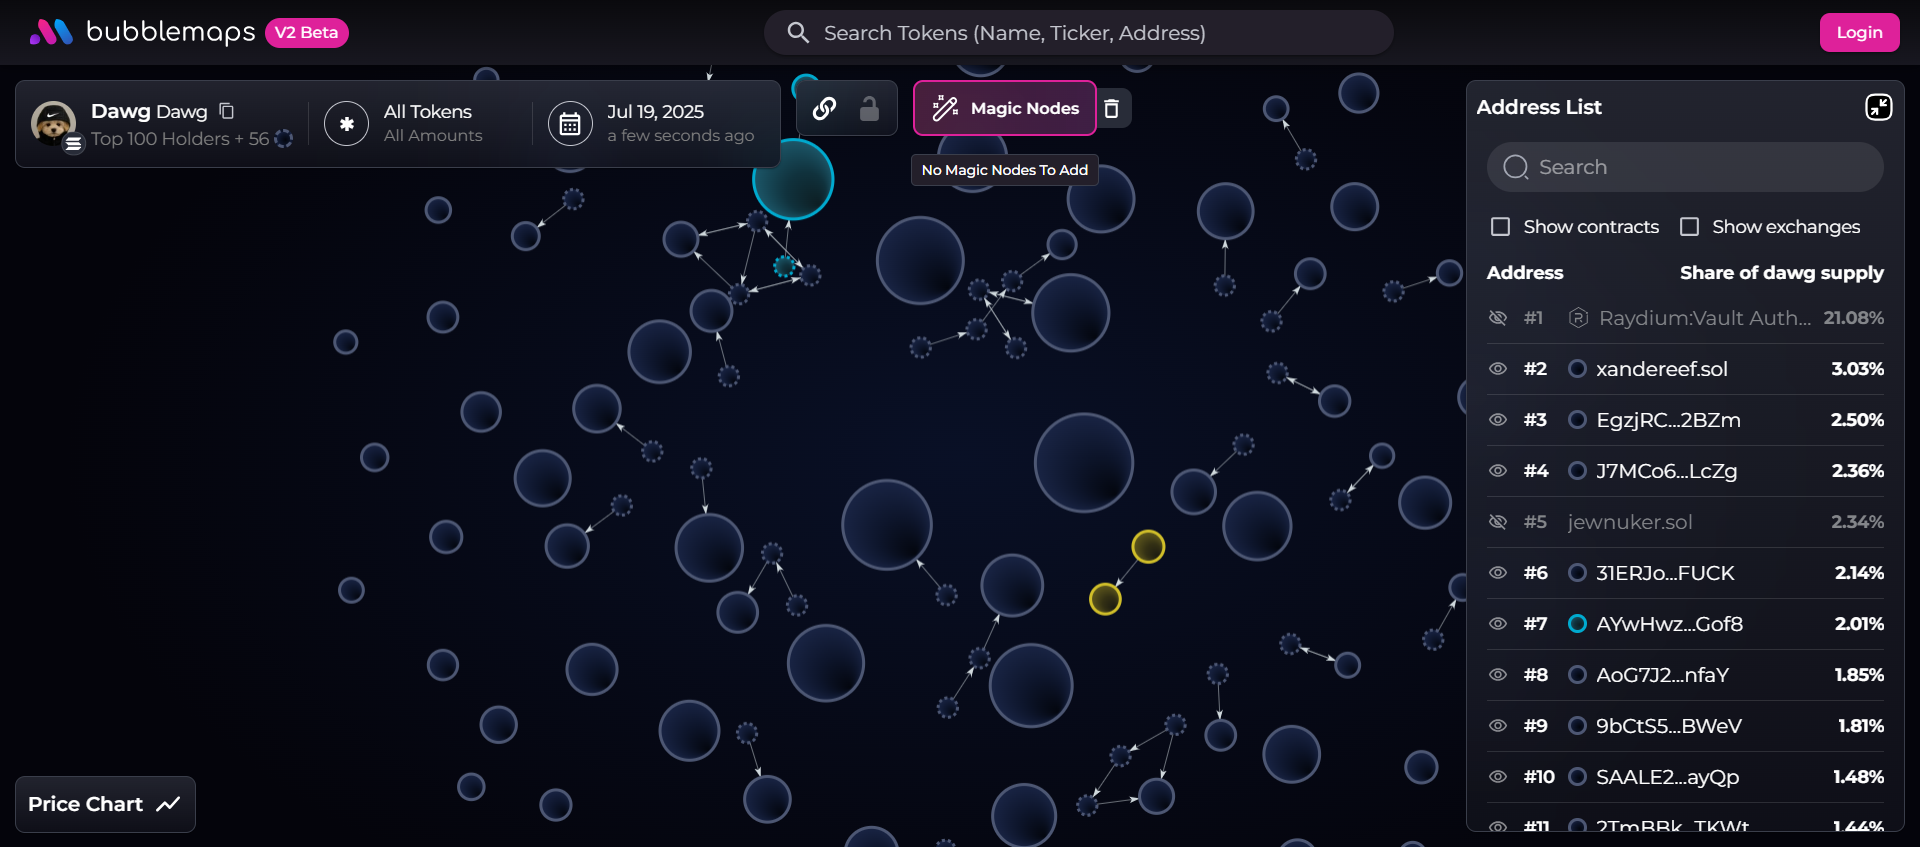 bubblemaps V2 Beta
Search Tokens (Name, Ticker, Address)
Login
Dawg Dawg
Top 100 Holders + 56
All Tokens
All Amounts
Jul 19, 2025
a few seconds ago
Magic Nodes
No Magic Nodes To Add
Address List
Search
Show contracts Show exchanges
Address Share of dawg supply
#1 Raydium:Vault Auth... 21.08%
#2 xandereef.sol 3.03%
#3 EgzjRC...2BZm 2.50%
#4 J7MCo6...LcZg 2.36%
#5 jewnuker.sol 2.34%
#6 31ERJo...FUCK 2.14%
#7 AYwHwz...Gof8 2.01%
#8 AoG7J2...nfaY 1.85%
#9 9bCtS5...BWeV 1.81%
#10 SAALE2...ayQp 1.48%
#11 2TmBBk...TKWt 1.44%
Price Chart